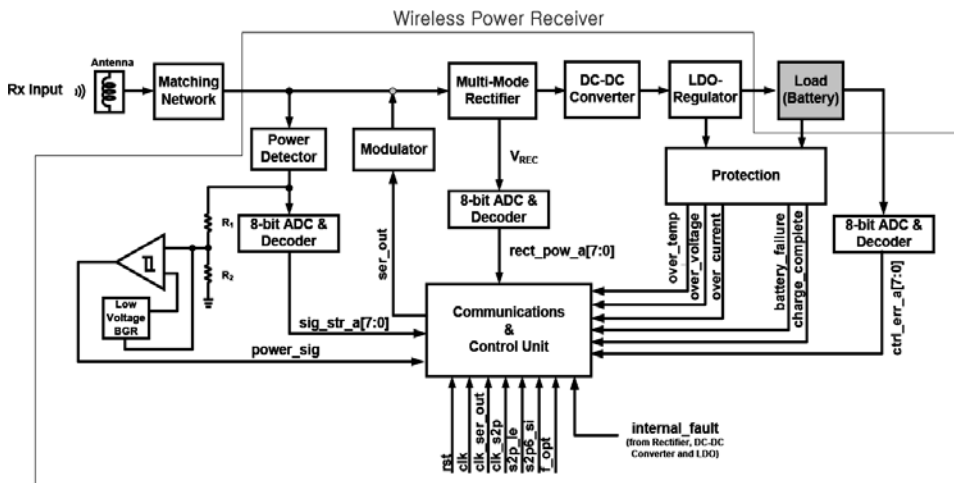 Wireless Power Receiver
Antenna
Rx Input
Matching
Network
Multi-Mode
Rectifier
DC-DC
Converter
LDO-
Regulator
Load
(Battery)
Power
Detector
Modulator
VREC
Protection
R1
8-bit ADC &
Decoder
8-bit ADC &
Decoder
8-bit ADC &
Decoder
R2
ser_out
rect_pow_a[7:0]
over_temp
over_voltage
over_current
battery_failure
charge_complete
ctrl_err_a[7:0]
Low
Voltage
BGR
sig_str_a[7:0]
power_sig
Communications
&
Control Unit
rst
clk
clk_ser_out
clk_s2p
s2p_le
s2p6_si
f_opt
internal_fault
(from Rectifier, DC-DC
Converter and LDO)